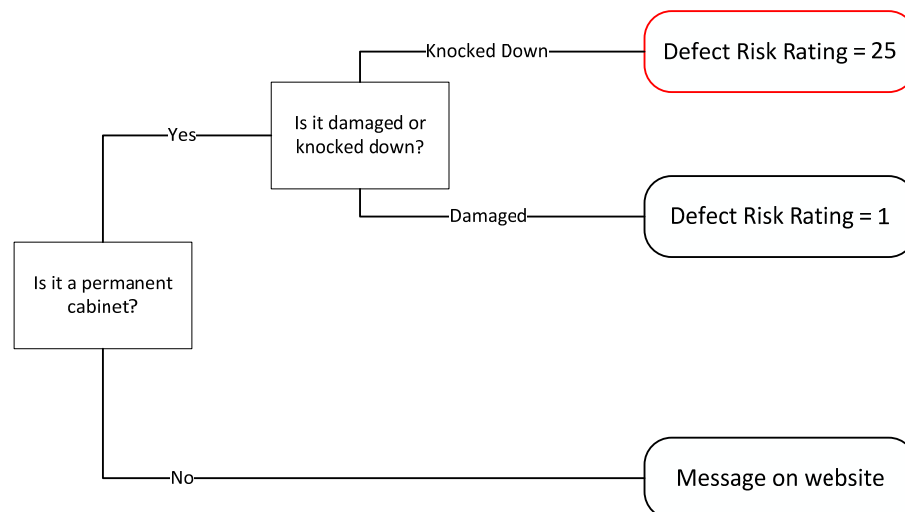 Knocked Down
Defect Risk Rating = 25
Is it damaged or
knocked down?
Yes
Damaged
Defect Risk Rating = 1
Is it a permanent
cabinet?
No
Message on website